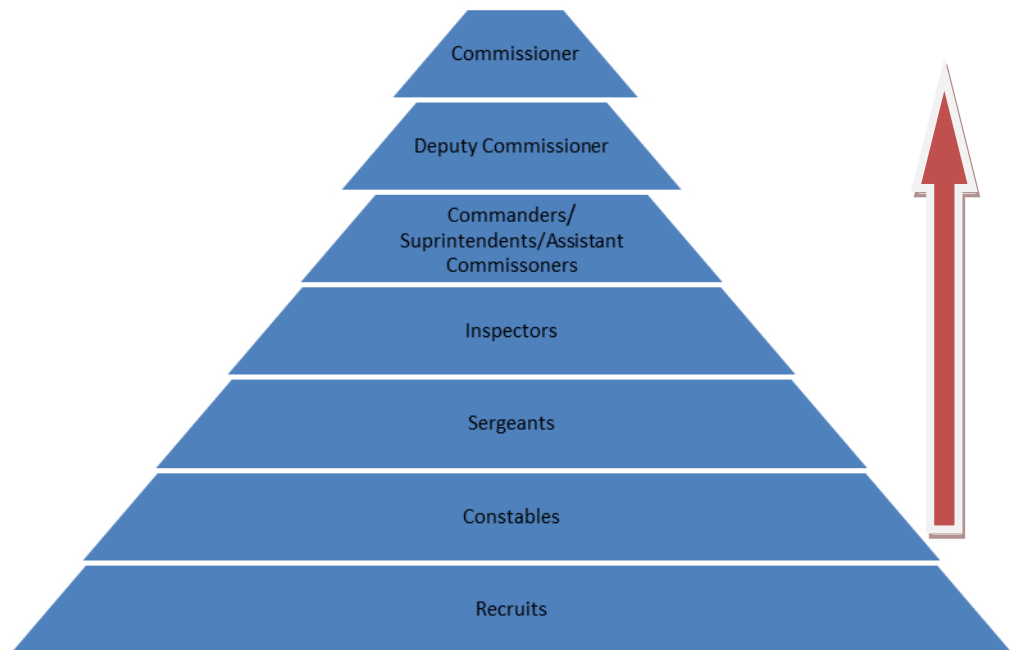 Commissioner
Deputy Commissioner
Commanders/
Suprintendents/Assistant
Commissoners
Inspectors
Sergeants
Constables
Recruits